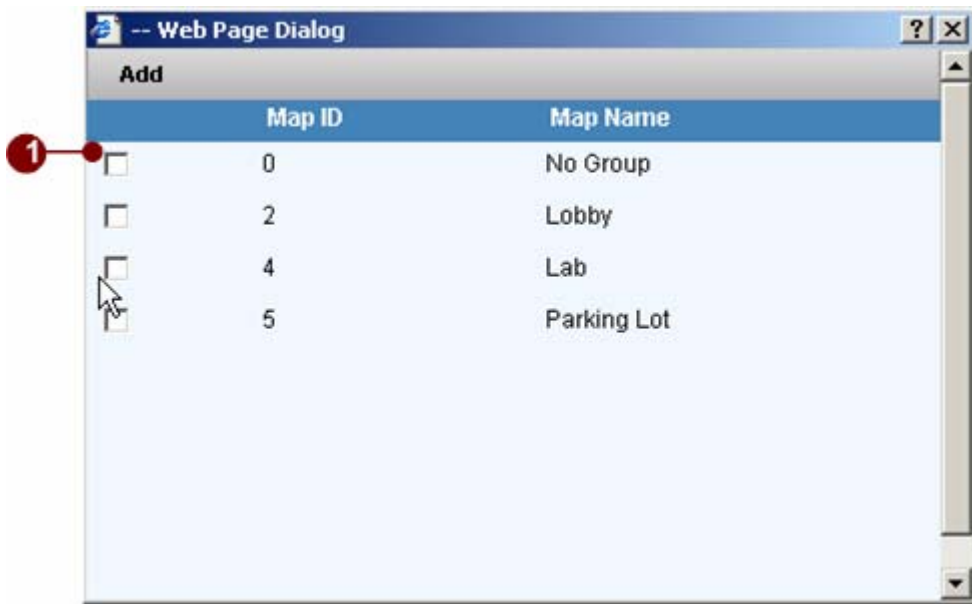 -- Web Page Dialog ? ×
Add
Map ID Map Name
1 0 No Group
2 Lobby
4 Lab
5 Parking Lot